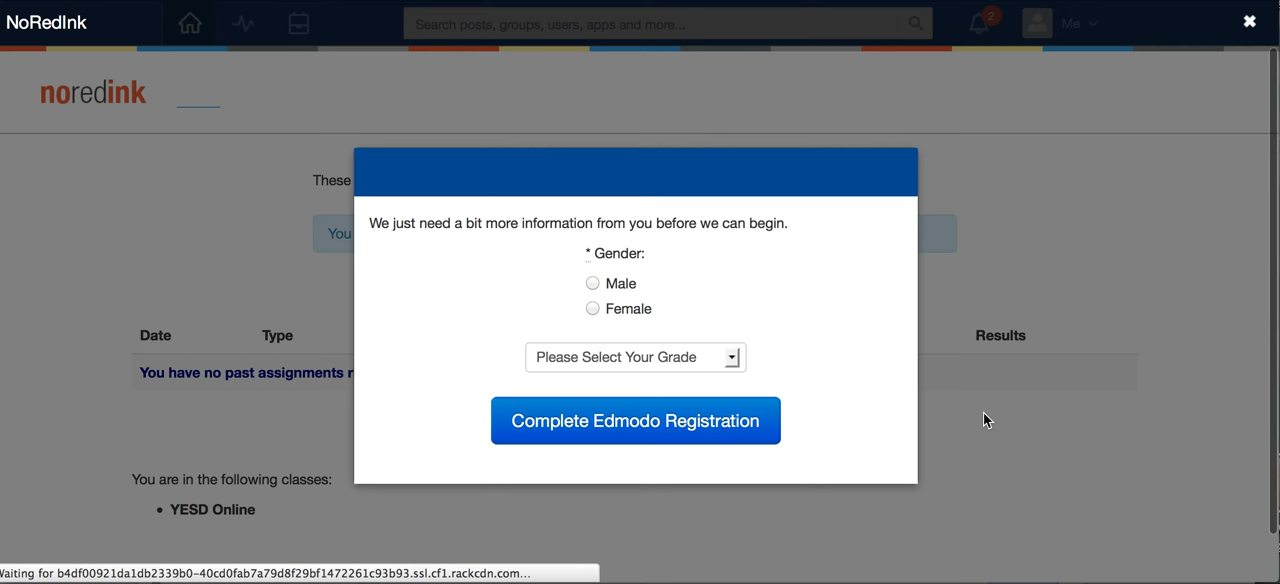 NoRedInk
Search posts, groups, users, apps and more...
2
Me
noredink
These
We just need a bit more information from you before we can begin.
You
* Gender:
Male
Female
Date Type Results
Please Select Your Grade
You have no past assignments
Complete Edmodo Registration
You are in the following classes:
• YESD Online
Waiting for b4df00921da1db2339b0-40cd0fab7a79d8f29bf1472261c93b93.ssl.cf1.rackcdn.com...